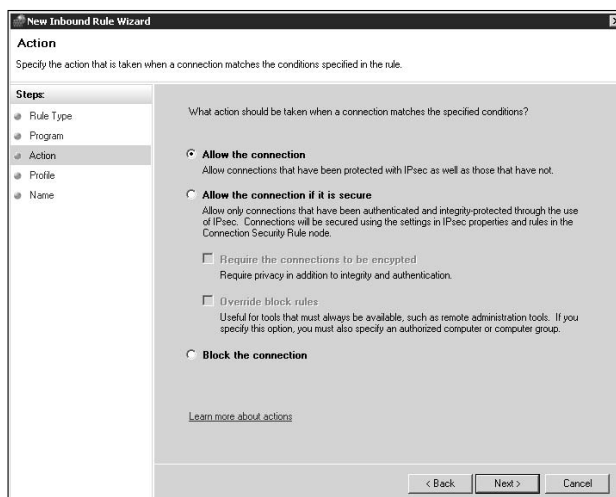 New Inbound Rule Wizard
Action
Specify the action that is taken when a connection matches the conditions specified in the rule.
Steps:
Rule Type
Program
Action
Profile
Name
What action should be taken when a connection matches the specified conditions?
Allow the connection
Allow connections that have been protected with IPsec as well as those that have not.
Allow the connection if it is secure
Allow only connections that have been authenticated and integrity-protected through the use
of IPsec. Connections will be secured using the settings in IPsec properties and rules in the
Connection Security Rule node.
Require the connections to be encrypted
Require privacy in addition to integrity and authentication.
Override block rules
Useful for tools that must always be available, such as remote administration tools. If you
specify this option, you must also specify an authorized computer or computer group.
Block the connection
Learn more about actions
< Back
Next >
Cancel